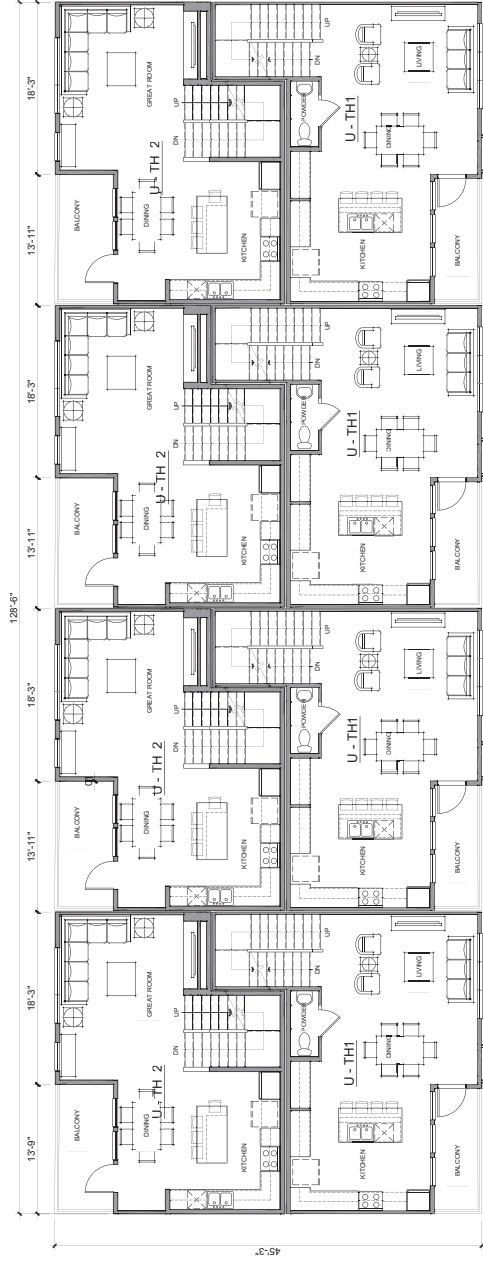 128'-6"
18'-3"
13'-11"
18'-3"
13'-11"
18'-3"
13'-11"
18'-3"
13'-9"
45'-3"
GREAT ROOM
UP
DN
U - TH 2
BALCONY
DINING
KITCHEN
UP
DN
POWDER
U - TH1
LIVING
DINING
KITCHEN
BALCONY
GREAT ROOM
UP
DN
U - TH 2
BALCONY
DINING
KITCHEN
UP
DN
POWDER
U - TH1
LIVING
DINING
KITCHEN
BALCONY
GREAT ROOM
UP
DN
U - TH 2
BALCONY
DINING
KITCHEN
UP
DN
POWDER
U - TH1
LIVING
DINING
KITCHEN
BALCONY
GREAT ROOM
UP
DN
U - TH 2
BALCONY
DINING
KITCHEN
UP
DN
POWDER
U - TH1
LIVING
DINING
KITCHEN
BALCONY